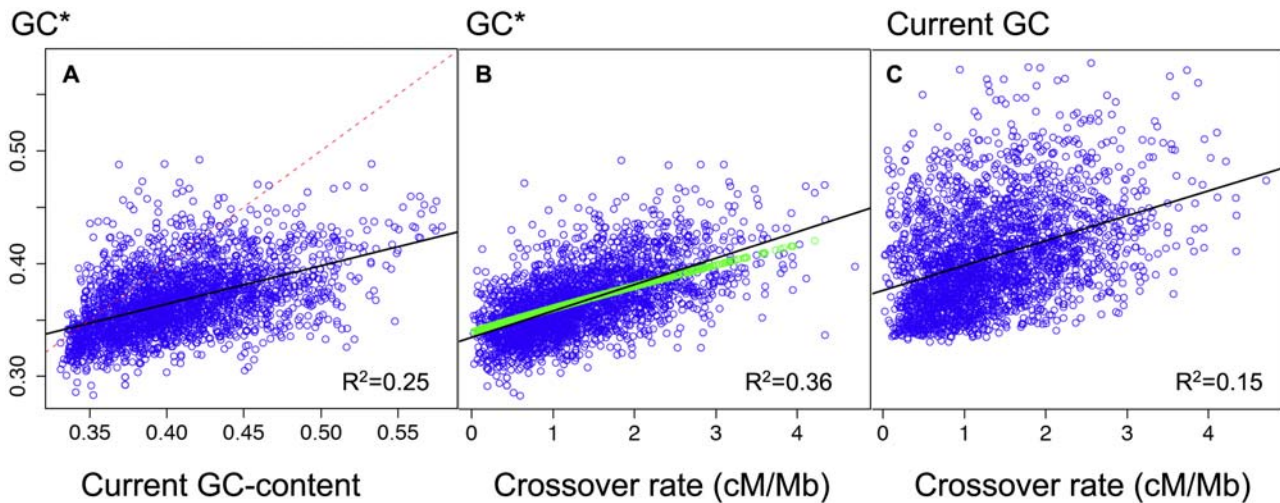 GC*
GC*
Current GC
A
B
C
0.50
0.40
0.30
R²=0.25
R²=0.36
R²=0.15
0.35 0.40 0.45 0.50 0.55
0 1 2 3 4
0 1 2 3 4
Current GC-content
Crossover rate (cM/Mb)
Crossover rate (cM/Mb)